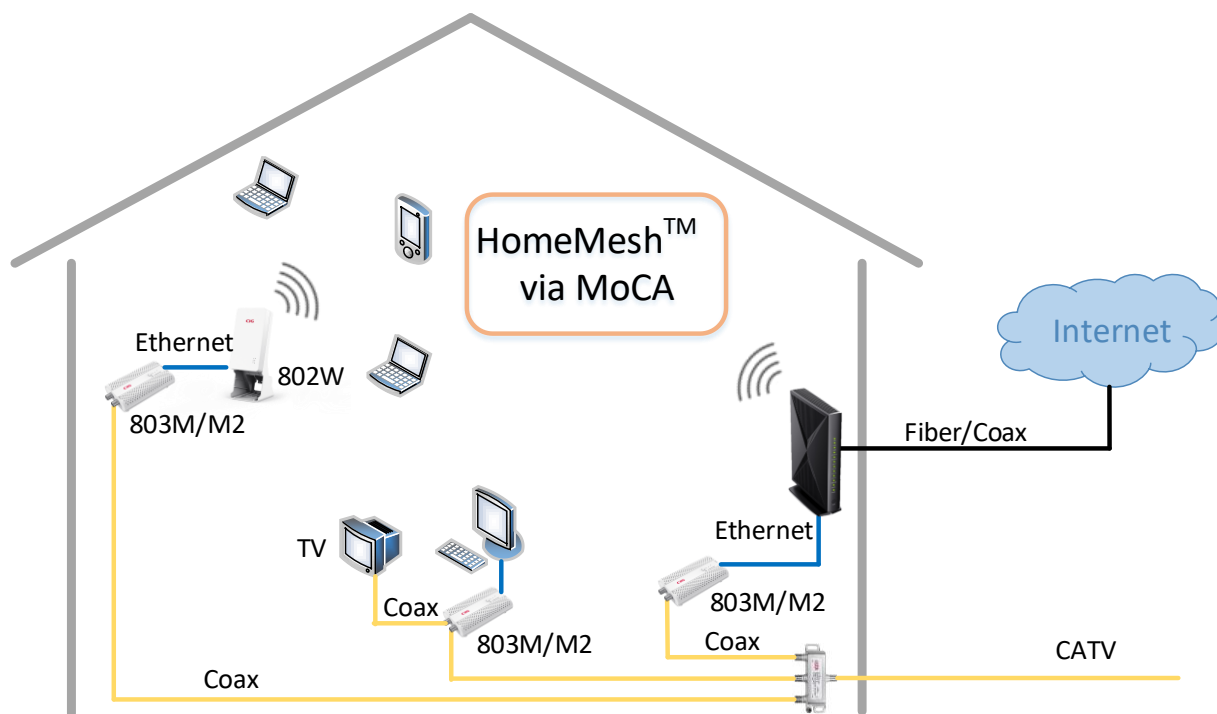 HomeMesh™
via MoCA
Internet
Ethernet
802W
803M/M2
Fiber/Coax
Ethernet
TV
803M/M2
Coax
803M/M2
Coax
CATV
Coax